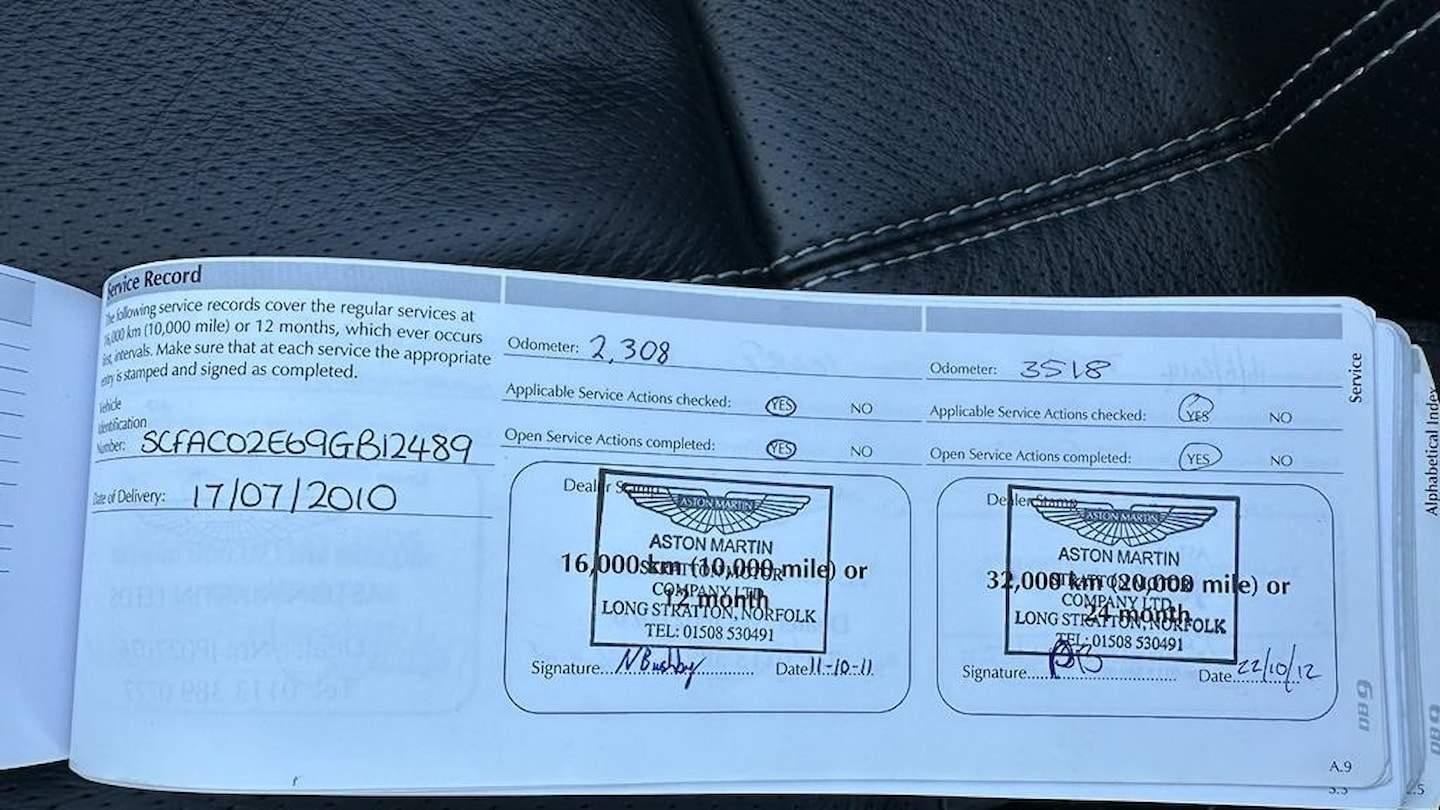 Service Record
The following service records cover the regular services at
16,000 km (10,000 mile) or 12 months, which ever occurs
first, intervals. Make sure that at each service the appropriate
entry is stamped and signed as completed.
Vehicle
Identification
Number: SCFAC02E69GB12489
Date of Delivery: 17/07/2010
Odometer: 2,308
Applicable Service Actions checked: YES NO
Open Service Actions completed: YES NO
Dealer Stamp
ASTON MARTIN
ASTON MARTIN
16,000 km (10,000 mile) or
STRATTON MOTOR
12 month
COMPANY LTD
LONG STRATTON, NORFOLK
TEL: 01508 530491
Signature... N Bushby Date 11-10-11
Odometer: 3518
Applicable Service Actions checked: YES NO
Open Service Actions completed: YES NO
Dealer Stamp
ASTON MARTIN
ASTON MARTIN
32,000 km (20,000 mile) or
STRATTON MOTOR
24 month
COMPANY LTD
LONG STRATTON, NORFOLK
TEL: 01508 530491
Signature... Date 22/10/12
A.9
Service
Alphabetical Index